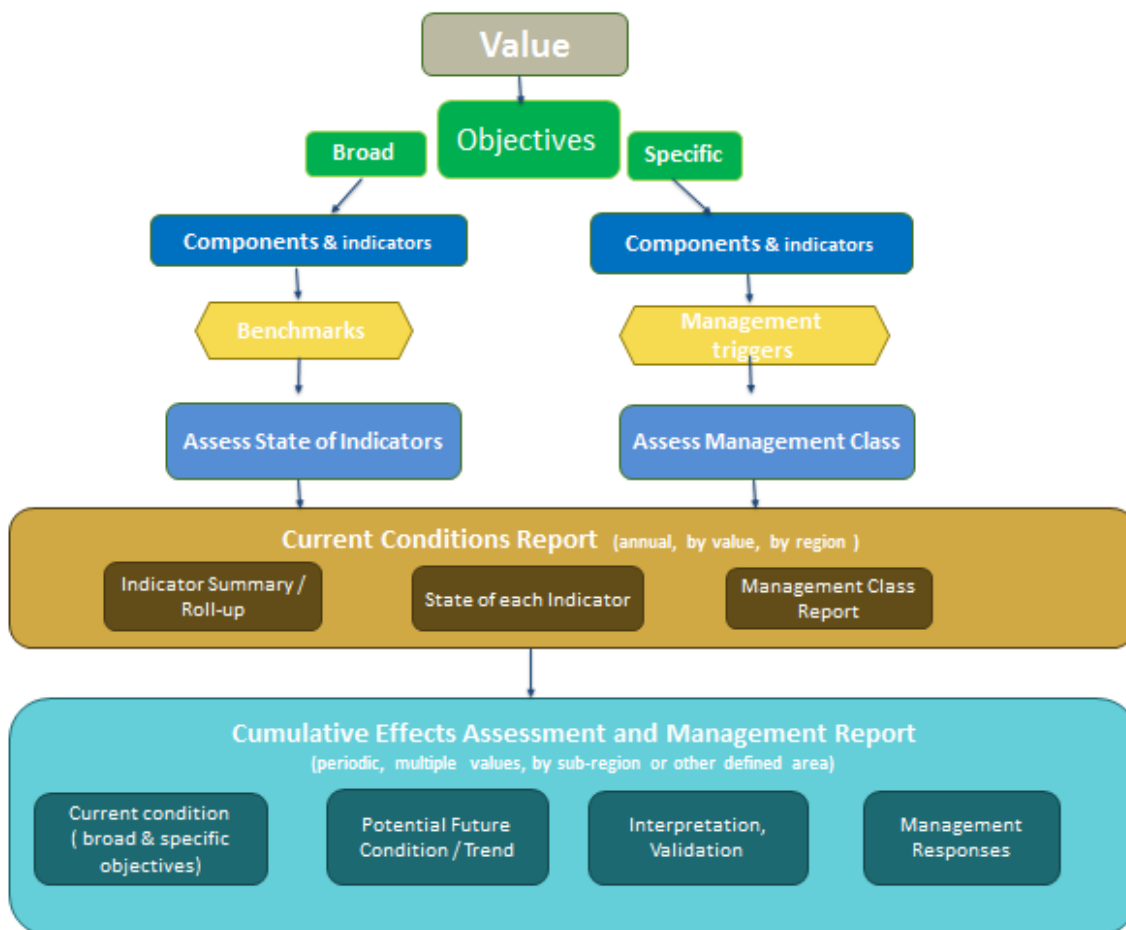 Value
Objectives
Broad
Specific
Components & indicators
Components & indicators
Benchmarks
Management
triggers
Assess State of Indicators
Assess Management Class
Current Conditions Report (annual, by value, by region )
Indicator Summary /
Roll-up
State of each Indicator
Management Class
Report
Cumulative Effects Assessment and Management Report
(periodic, multiple values, by sub-region or other defined area)
Current condition
( broad & specific
objectives)
Potential Future
Condition / Trend
Interpretation,
Validation
Management
Responses